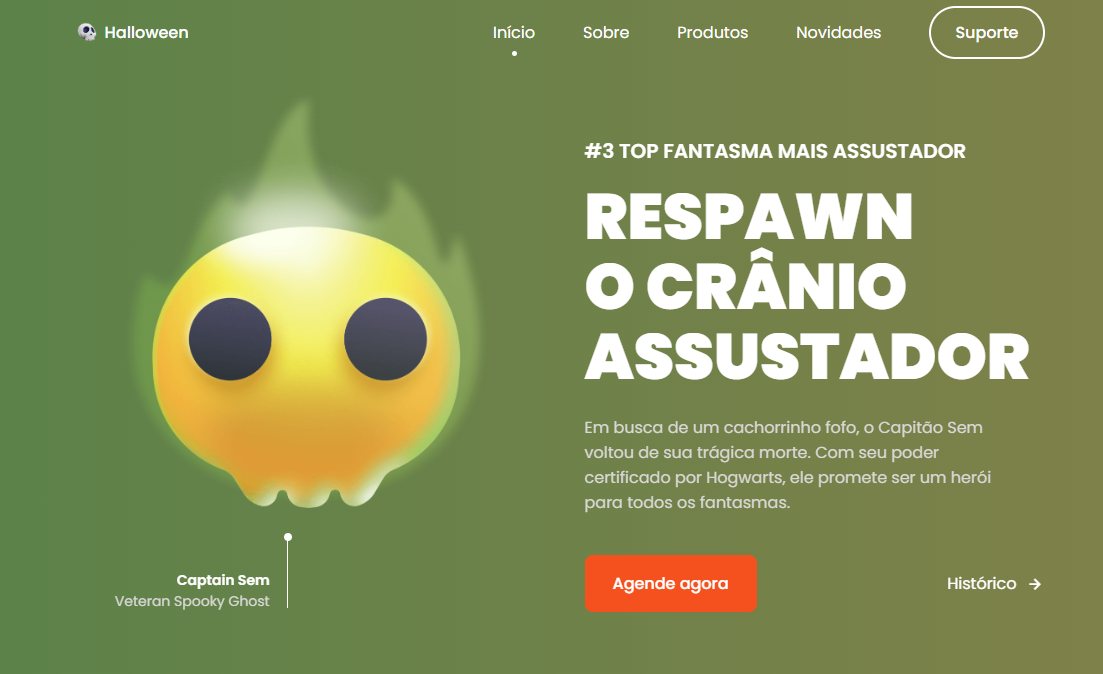 Halloween
Início
Sobre
Produtos
Novidades
Suporte
#3 TOP FANTASMA MAIS ASSUSTADOR
RESPAWN
O CRÂNIO
ASSUSTADOR
Em busca de um cachorrinho fofo, o Capitão Sem
voltou de sua trágica morte. Com seu poder
certificado por Hogwarts, ele promete ser um herói
para todos os fantasmas.
Agende agora
Histórico
Captain Sem
Veteran Spooky Ghost